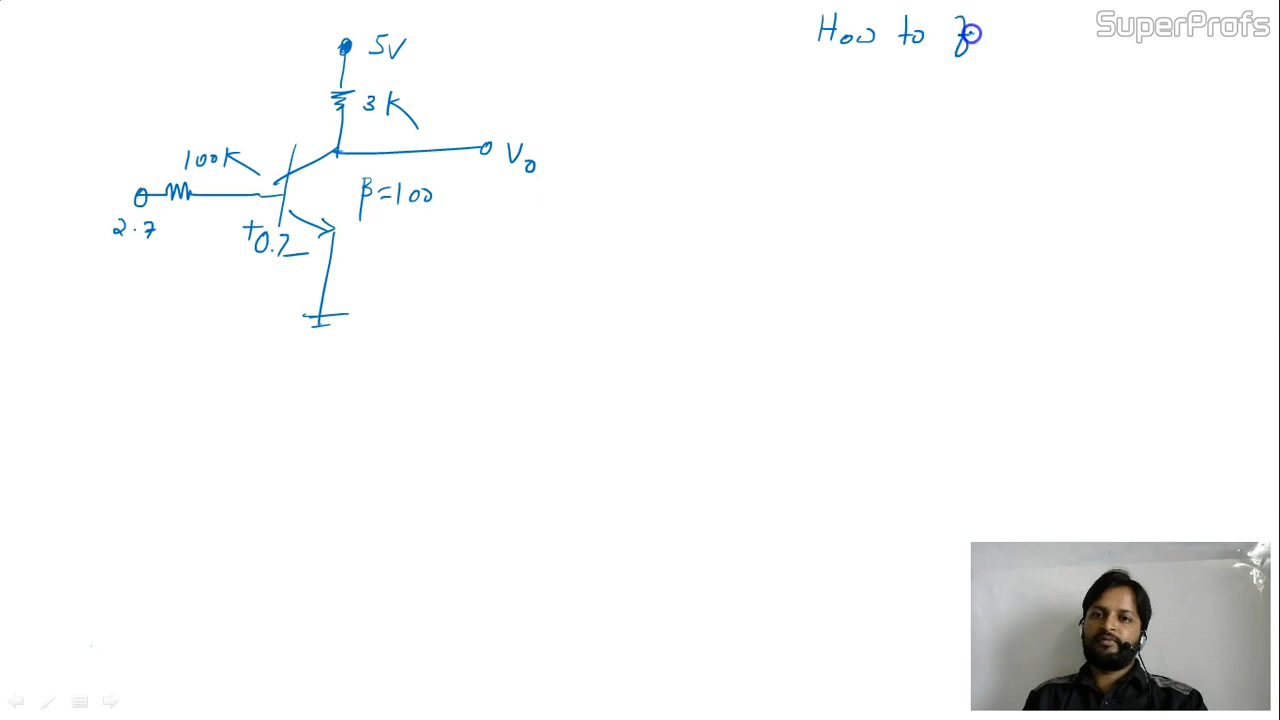 How to f
SuperProfs
5V
3K
100K
Vo
β=100
2.7
+0.7